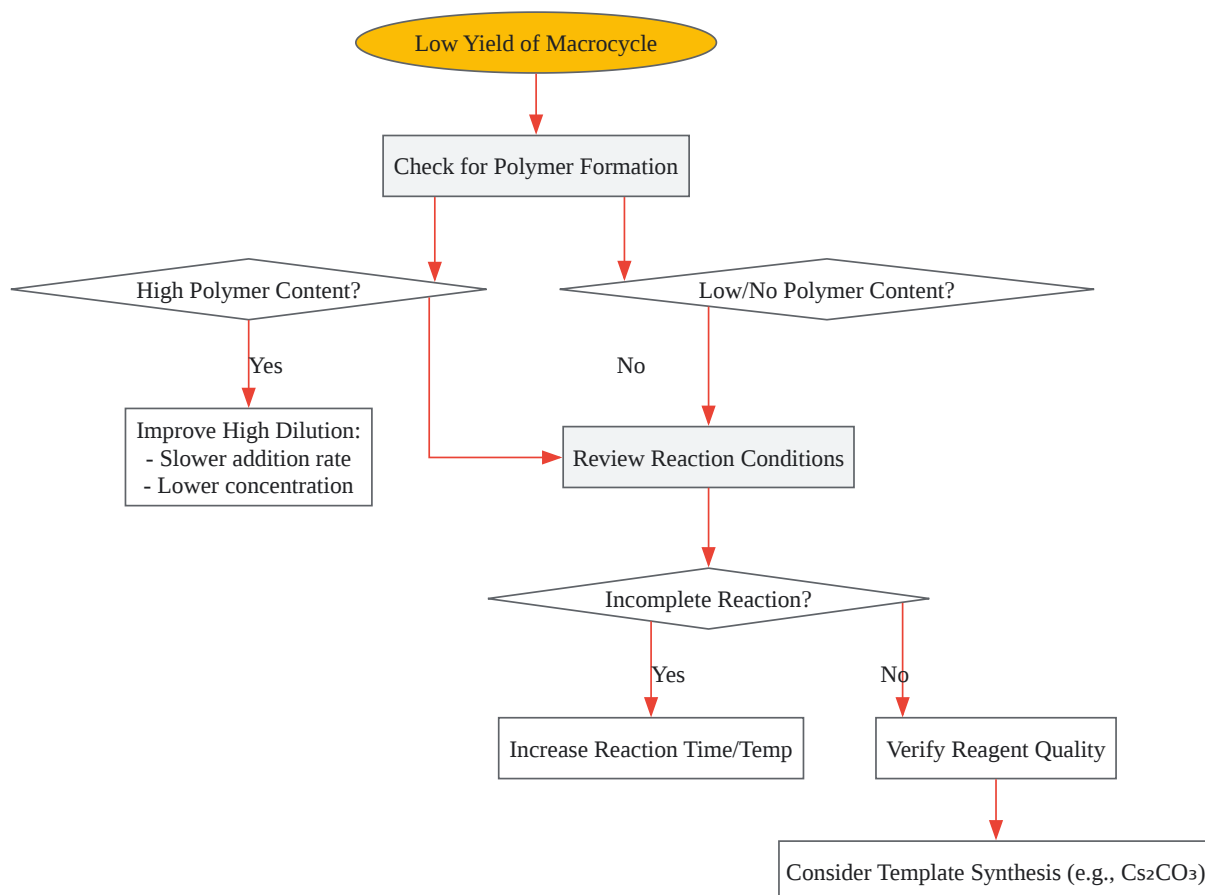 Low Yield of Macrocycle
Check for Polymer Formation
High Polymer Content?
Low/No Polymer Content?
Yes
No
Improve High Dilution:
- Slower addition rate
- Lower concentration
Review Reaction Conditions
Incomplete Reaction?
Yes
No
Increase Reaction Time/Temp
Verify Reagent Quality
Consider Template Synthesis (e.g., Cs₂CO₃)